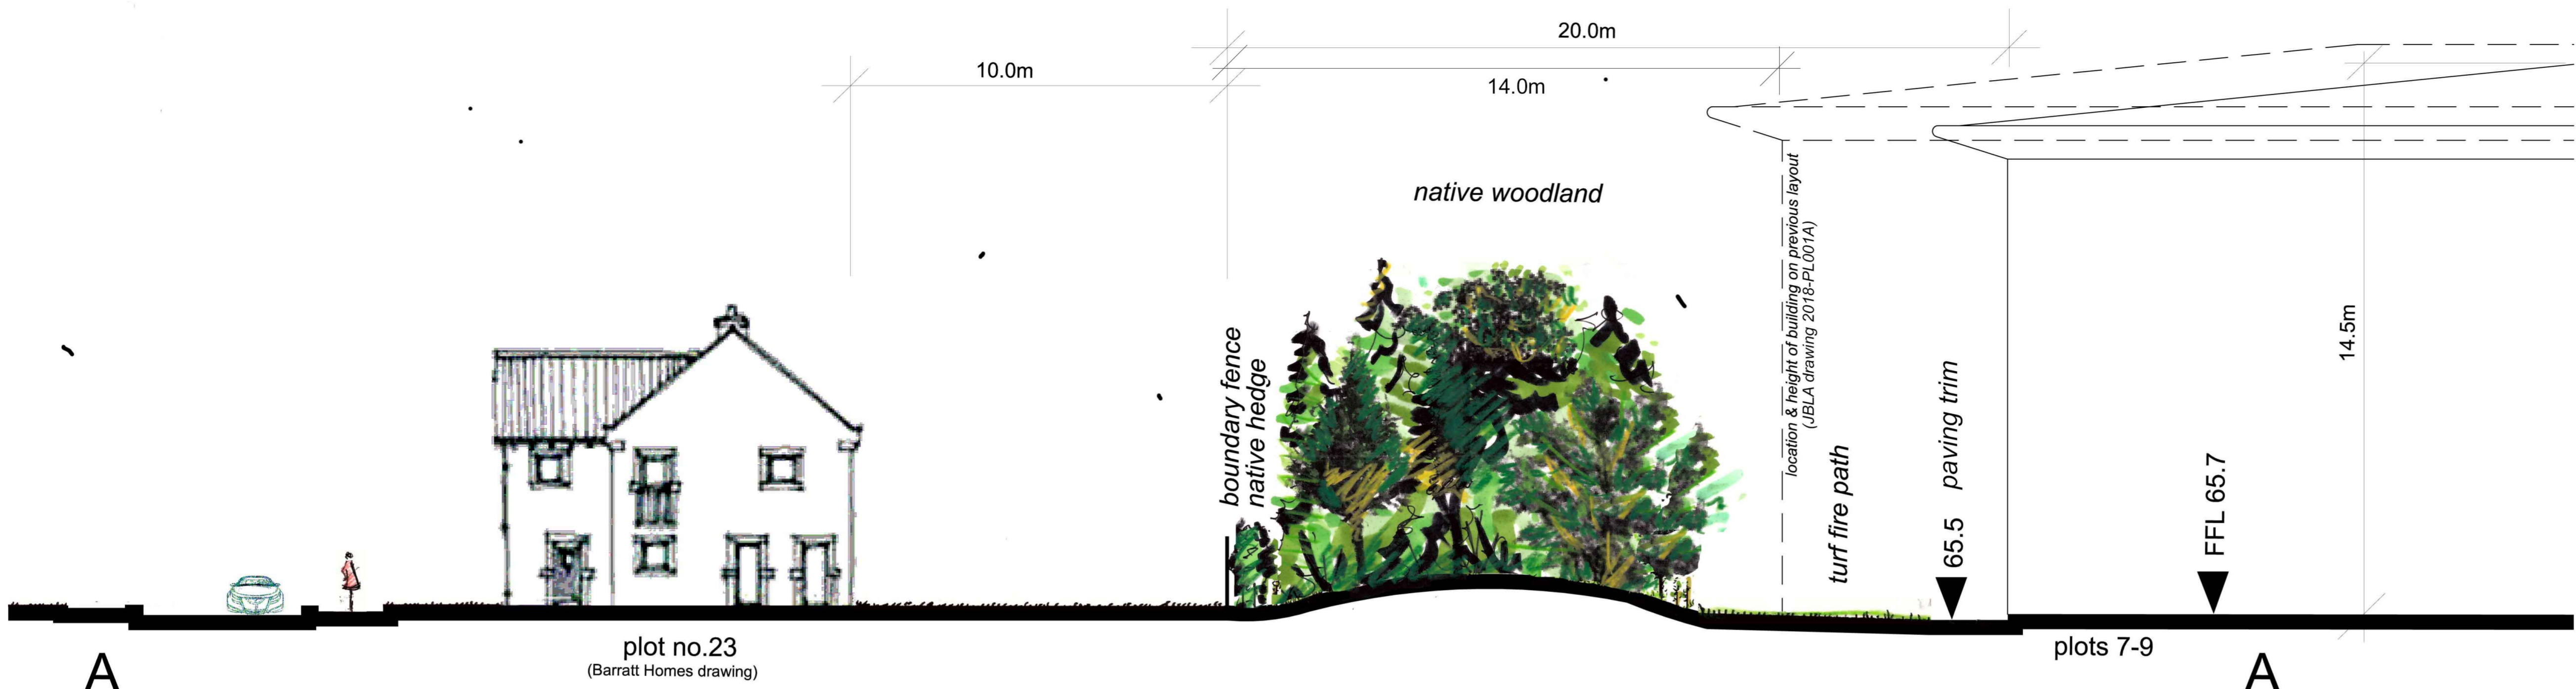 20.0m
10.0m
14.0m
native woodland
boundary fence
native hedge
location & height of building on previous layout
(JBLA drawing 2018-PL001A)
turf fire path
65.5 paving trim
FFL 65.7
14.5m
plot no.23
(Barratt Homes drawing)
plots 7-9
A
A